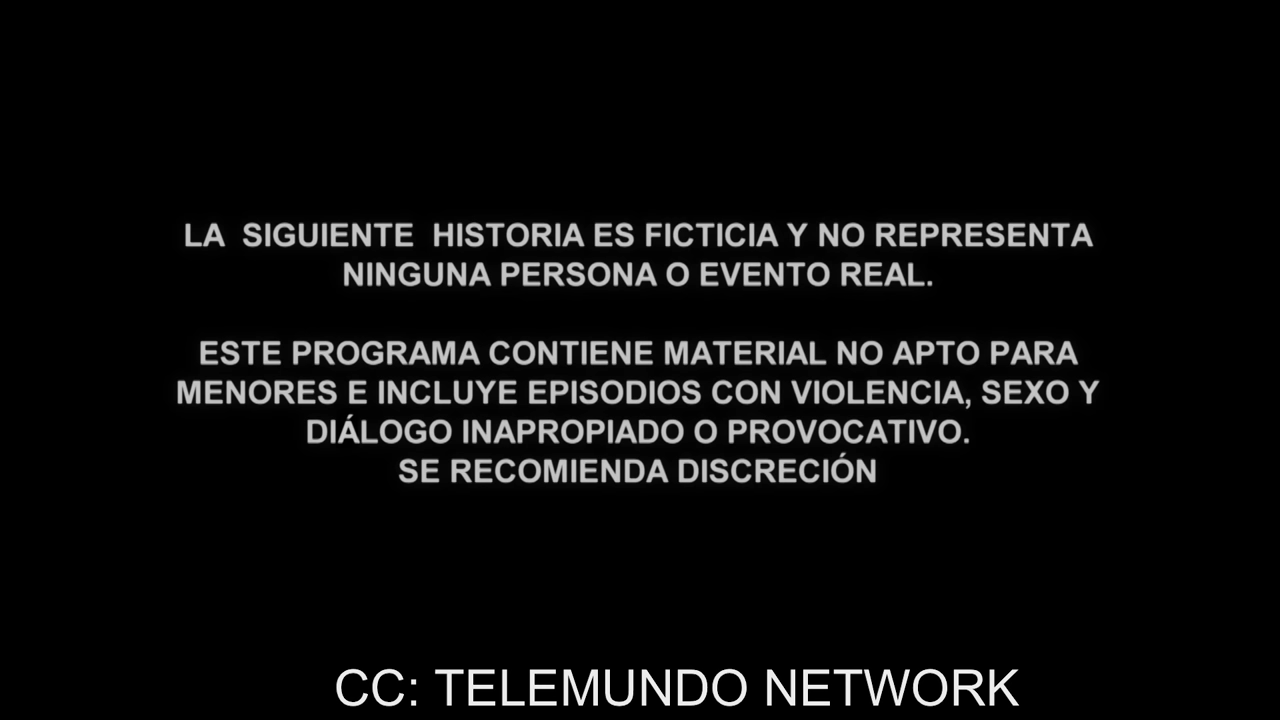 LA SIGUIENTE HISTORIA ES FICTICIA Y NO REPRESENTA
NINGUNA PERSONA O EVENTO REAL.
ESTE PROGRAMA CONTIENE MATERIAL NO APTO PARA
MENORES E INCLUYE EPISODIOS CON VIOLENCIA, SEXO Y
DIÁLOGO INAPROPIADO O PROVOCATIVO.
SE RECOMIENDA DISCRECIÓN
CC: TELEMUNDO NETWORK